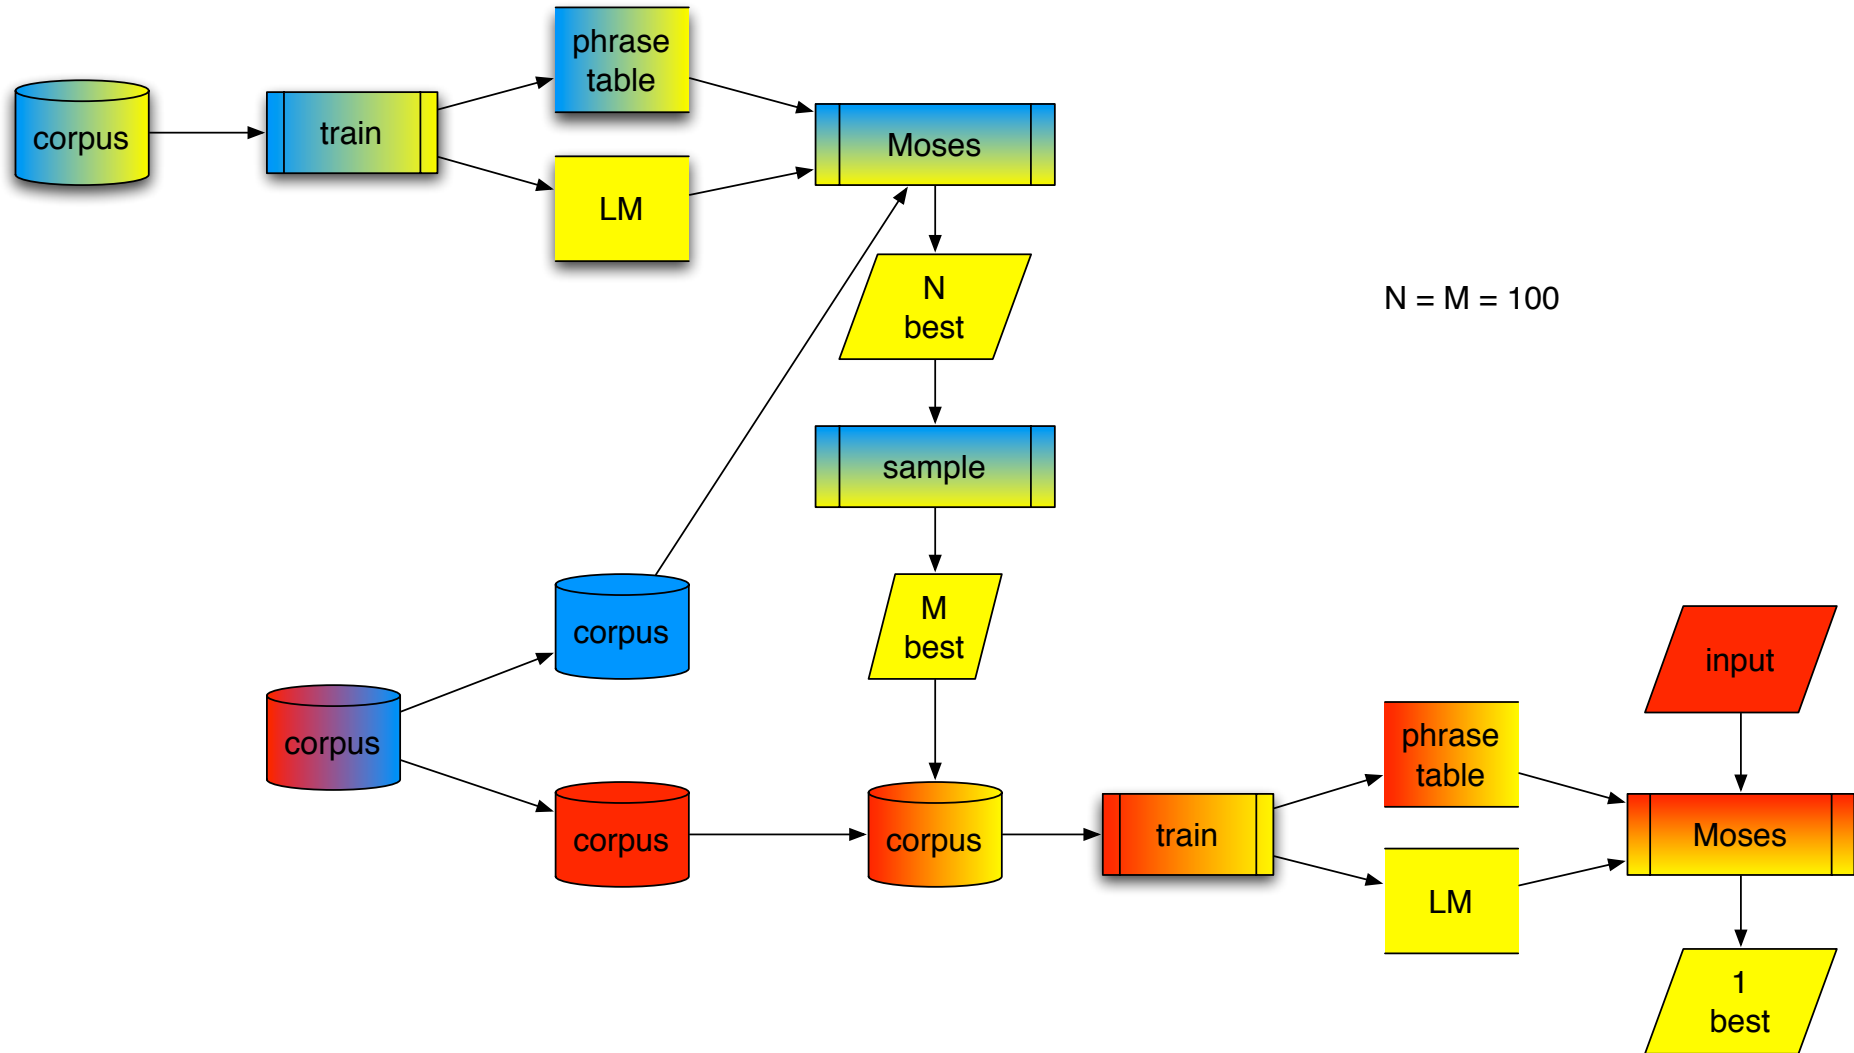 phrase
table
corpus
train
Moses
LM
N
best
N = M = 100
sample
corpus
M
best
input
corpus
phrase
table
corpus
corpus
train
Moses
LM
1
best